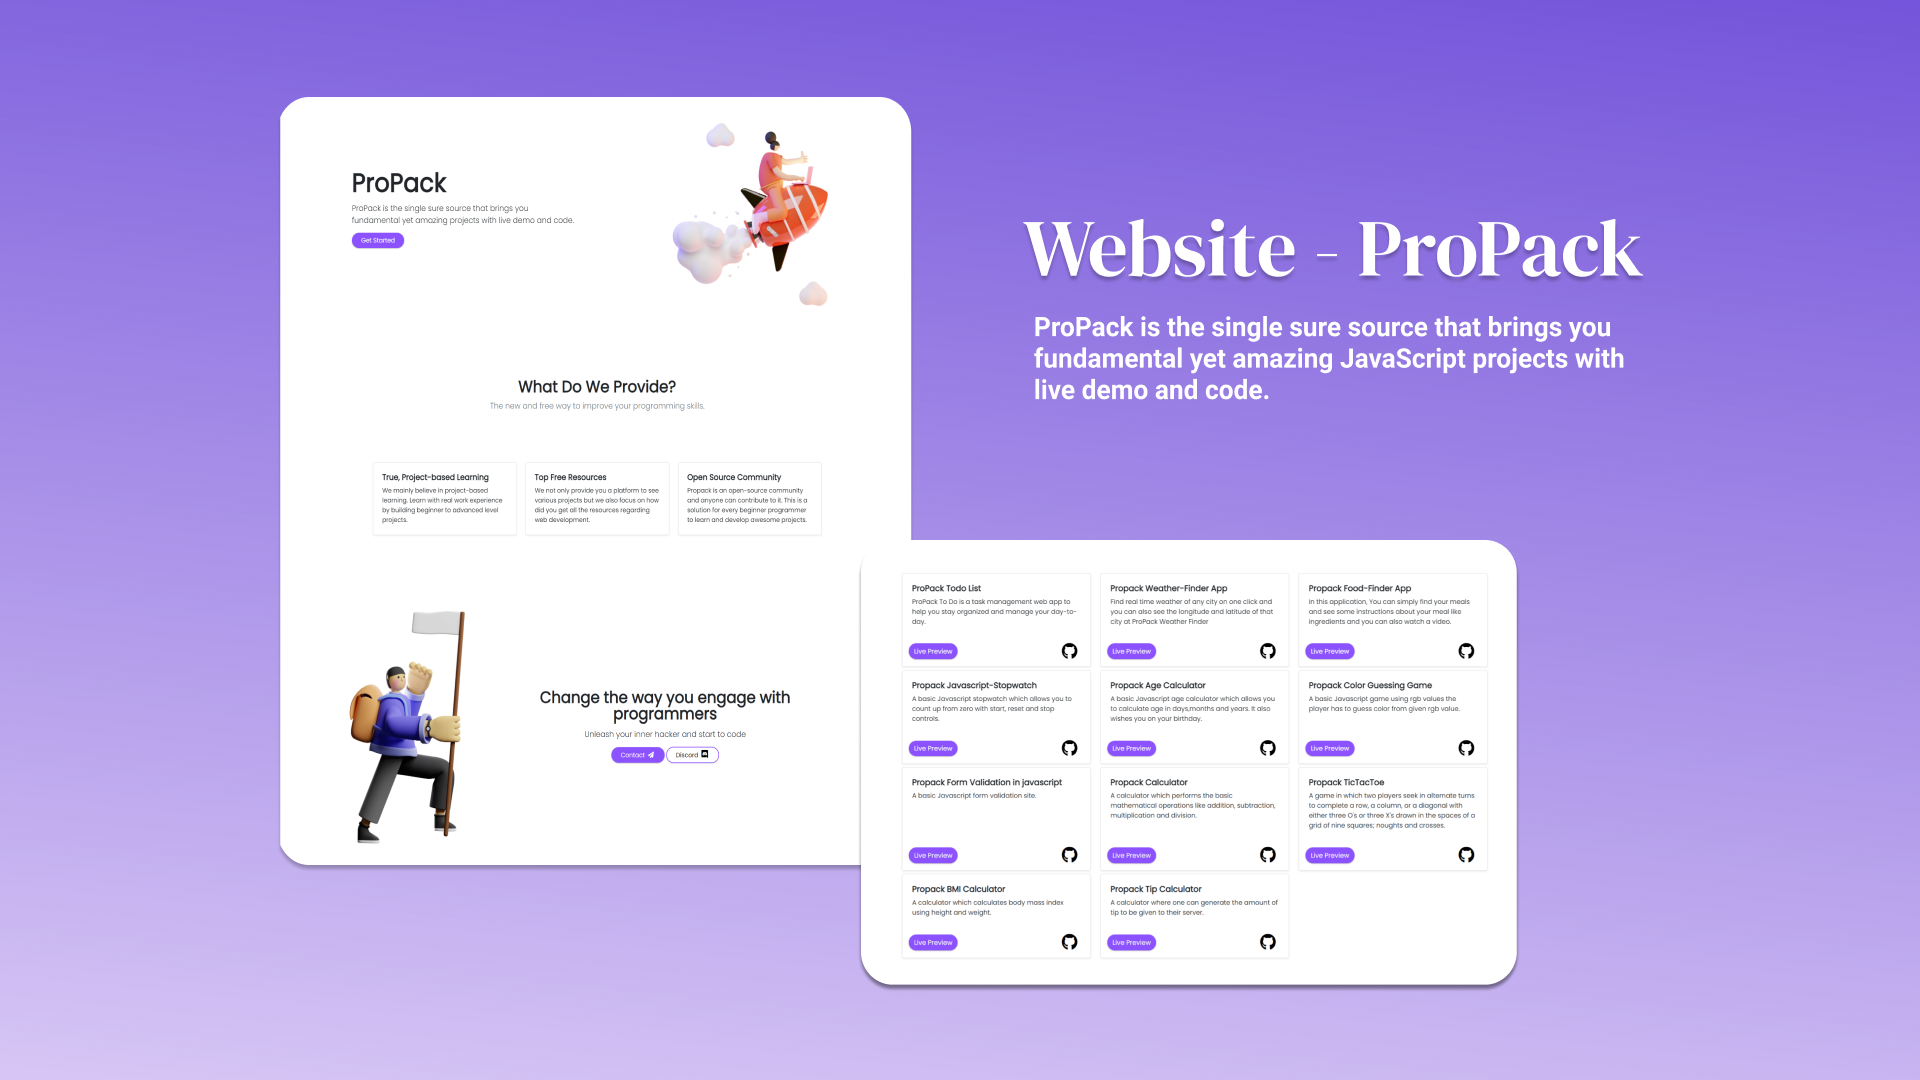 ProPack
ProPack is the single sure source that brings you
fundamental yet amazing projects with live demo and code.
Get Started
What Do We Provide?
The new and free way to improve your programming skills.
True, Project-based Learning
We mainly believe in project-based
learning. Learn with real work experience
by building beginner to advanced level
projects.
Top Free Resources
We not only provide you a platform to see
various projects but we also focus on how
did you get all the resources regarding
web development.
Open Source Community
Propack is an open-source community
and anyone can contribute to it. This is a
solution for every beginner programmer
to learn and develop awesome projects.
Change the way you engage with
programmers
Unleash your inner hacker and start to code
Contact
Discord
Website - ProPack
ProPack is the single sure source that brings you
fundamental yet amazing JavaScript projects with
live demo and code.
ProPack Todo List
ProPack To Do is a task management web app to
help you stay organized and manage your day-to-
day.
Live Preview
Propack Weather-Finder App
Find real time weather of any city on one click and
you can also see the longitude and latitude of that
city at ProPack Weather Finder
Live Preview
Propack Food-Finder App
In this application, You can simply find your meals
and see some instructions about your meal like
ingredients and you can also watch a video.
Live Preview
Propack Javascript-Stopwatch
A basic Javascript stopwatch which allows you to
count up from zero with start, reset and stop
controls.
Live Preview
Propack Age Calculator
A basic Javascript age calculator which allows you
to calculate age in days,months and years. It also
wishes you on your birthday.
Live Preview
Propack Color Guessing Game
A basic Javascript game using rgb values the
player has to guess color from given rgb value.
Live Preview
Propack Form Validation in javascript
A basic Javascript form validation site.
Live Preview
Propack Calculator
A calculator which performs the basic
mathematical operations like addition, subtraction,
multiplication and division.
Live Preview
Propack TicTacToe
A game in which two players seek in alternate turns
to complete a row, a column, or a diagonal with
either three O's or three X's drawn in the spaces of a
grid of nine squares; noughts and crosses.
Live Preview
Propack BMI Calculator
A calculator which calculates body mass index
using height and weight.
Live Preview
Propack Tip Calculator
A calculator where one can generate the amount of
tip to be given to their server.
Live Preview